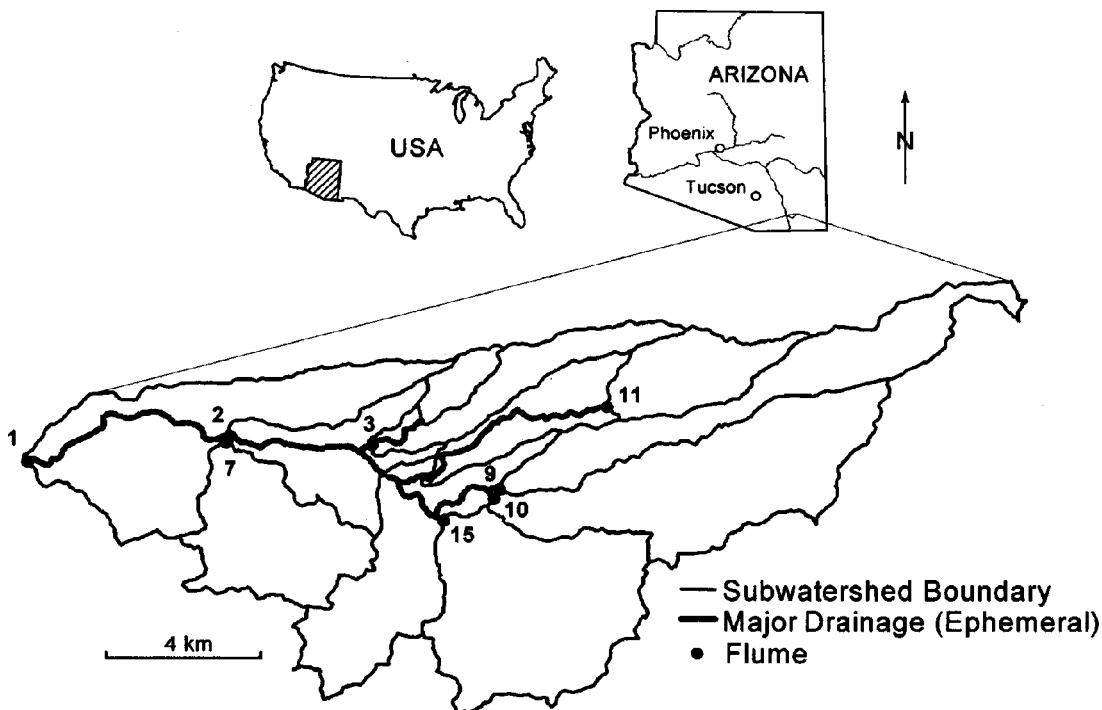 ARIZONA
USA
Phoenix
N
Tucson
11
2
1
3
7
9
10
15
Subwatershed Boundary
Major Drainage (Ephemeral)
4 km
Flume